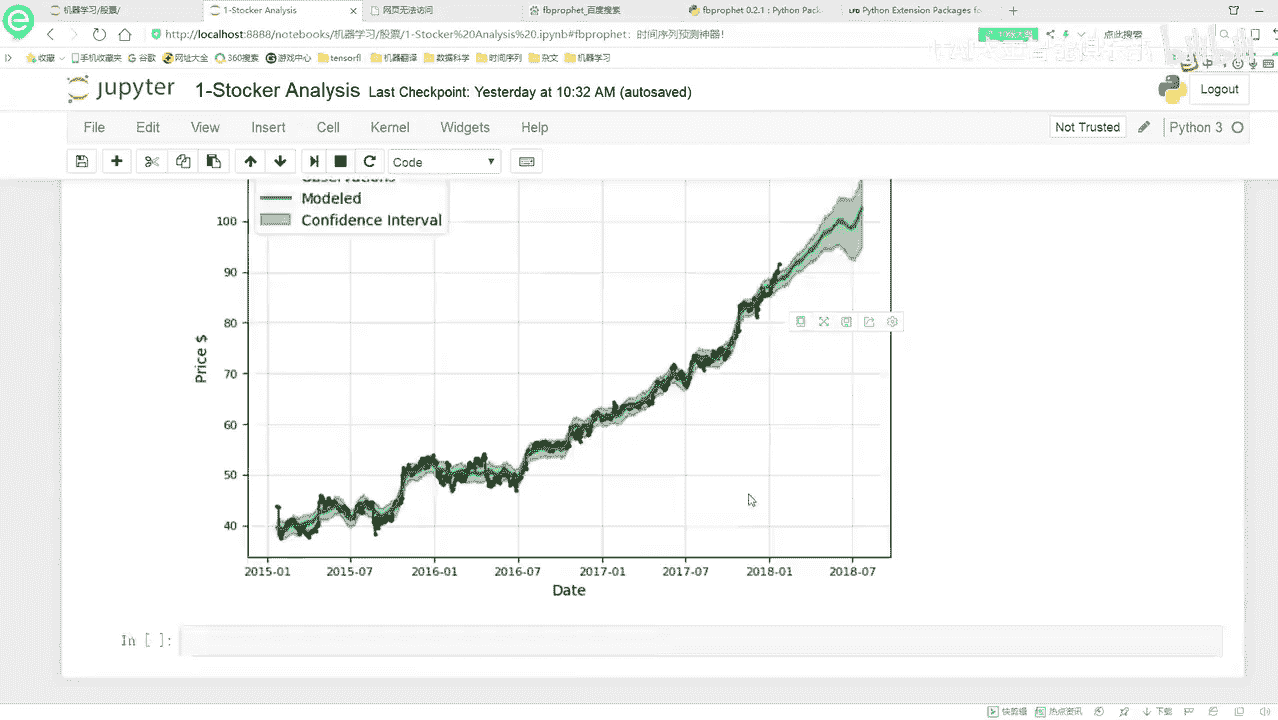 机器学习/股票/
1-Stocker Analysis
网页无法访问
fbprophet_百度搜索
fbprophet 0.2.1 : Python Pack
LFD Python Extension Packages fo
http://localhost:8888/notebooks/机器学习/股票/1-Stocker%20Analysis%20.ipynb#fbprophet：时间序列预测神器!
点此搜索
收藏
手机收藏夹
谷歌
网址大全
360搜索
游戏中心
tensorfl
机器翻译
数据科学
时间序列
杂文
机器学习
jupyter
1-Stocker Analysis
Last Checkpoint: Yesterday at 10:32 AM (autosaved)
Logout
File
Edit
View
Insert
Cell
Kernel
Widgets
Help
Not Trusted
Python 3
Code
Observations
Modeled
Confidence Interval
100
90
80
70
60
50
40
Price $
2015-01
2015-07
2016-01
2016-07
2017-01
2017-07
2018-01
2018-07
Date
In [ ]:
快剪辑
热点资讯
下载